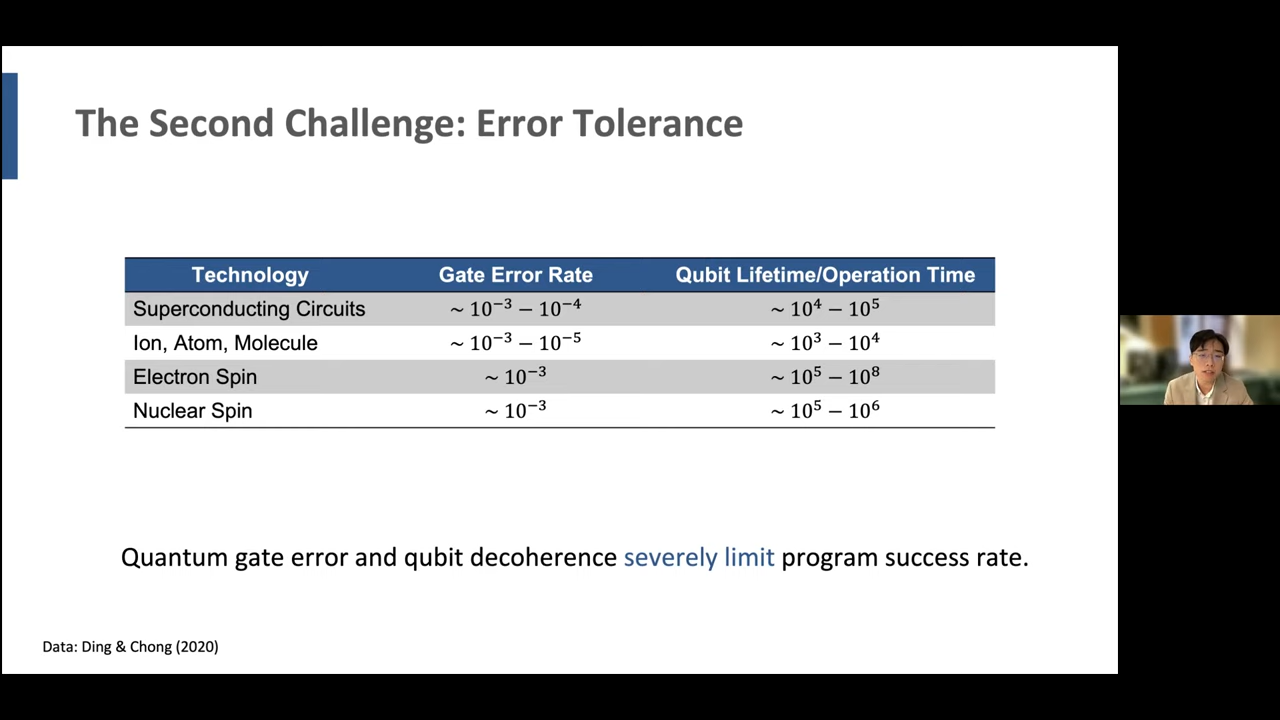 The Second Challenge: Error Tolerance
Technology Gate Error Rate Qubit Lifetime/Operation Time
Superconducting Circuits ~ 10⁻³ − 10⁻⁴ ~ 10⁴ − 10⁵
Ion, Atom, Molecule ~ 10⁻³ − 10⁻⁵ ~ 10³ − 10⁴
Electron Spin ~ 10⁻³ ~ 10⁵ − 10⁸
Nuclear Spin ~ 10⁻³ ~ 10⁵ − 10⁶
Quantum gate error and qubit decoherence severely limit program success rate.
Data: Ding & Chong (2020)